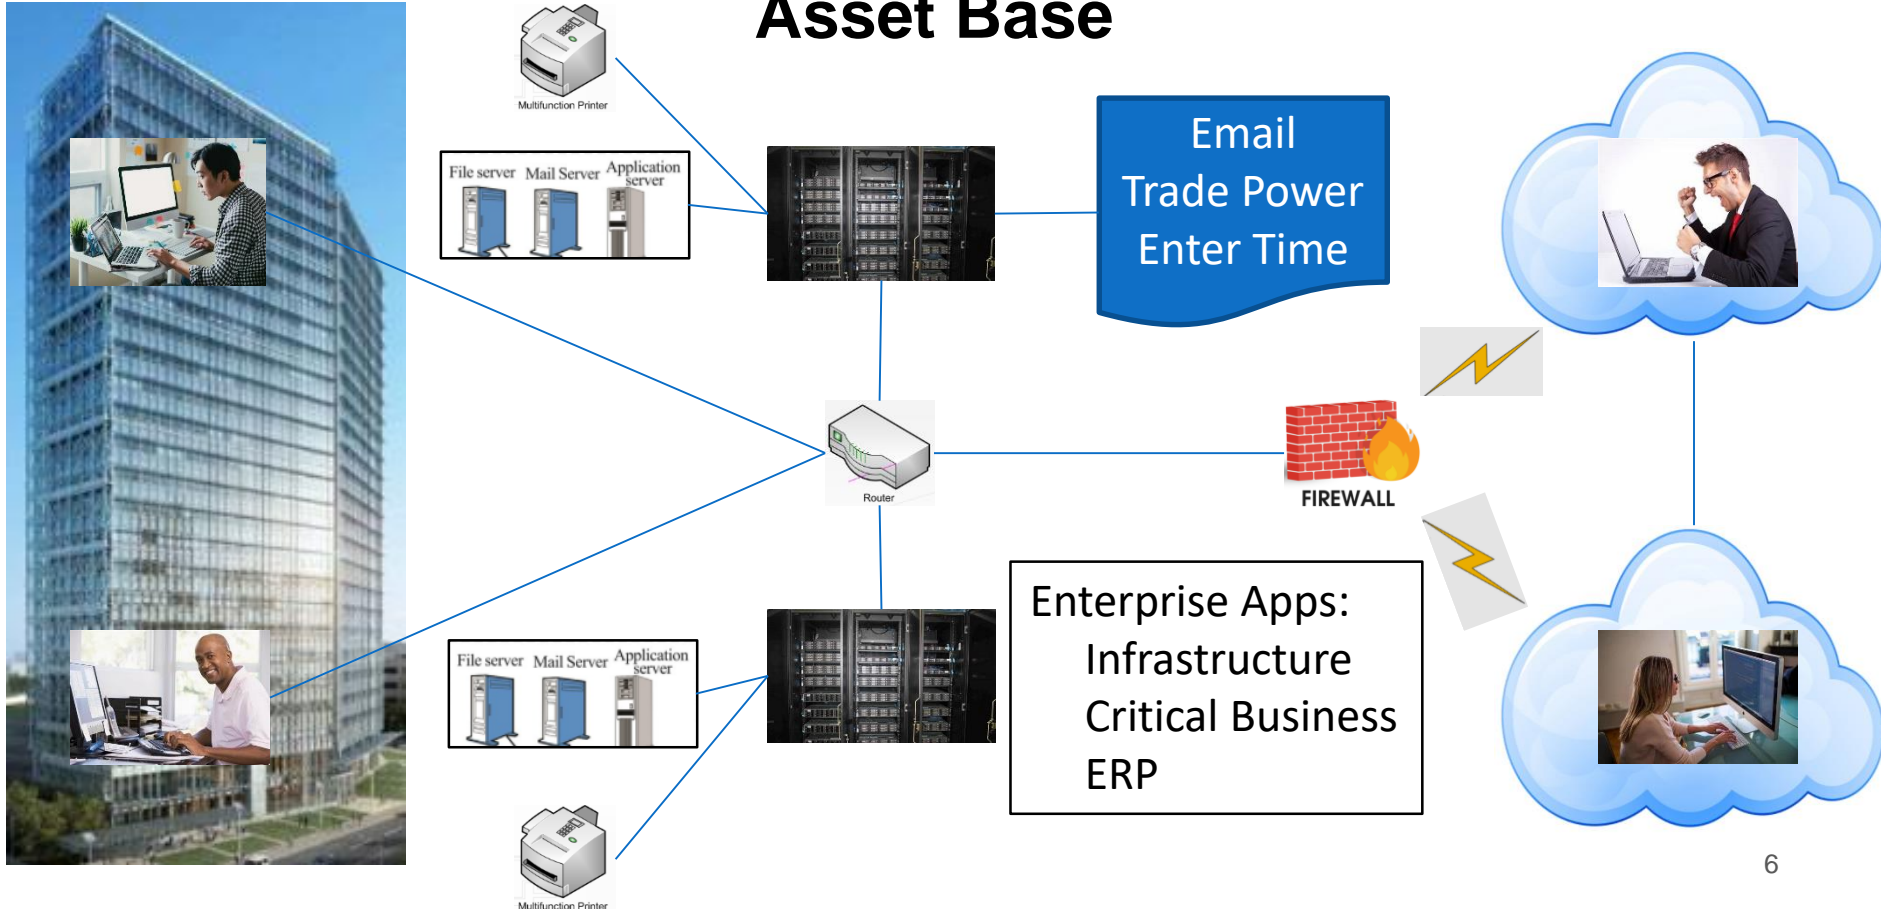 Asset Base
Multifunction Printer
File server Mail Server Application
server
Email
Trade Power
Enter Time
Router
FIREWALL
Enterprise Apps:
Infrastructure
Critical Business
ERP
File server Mail Server Application
server
Multifunction Printer
6